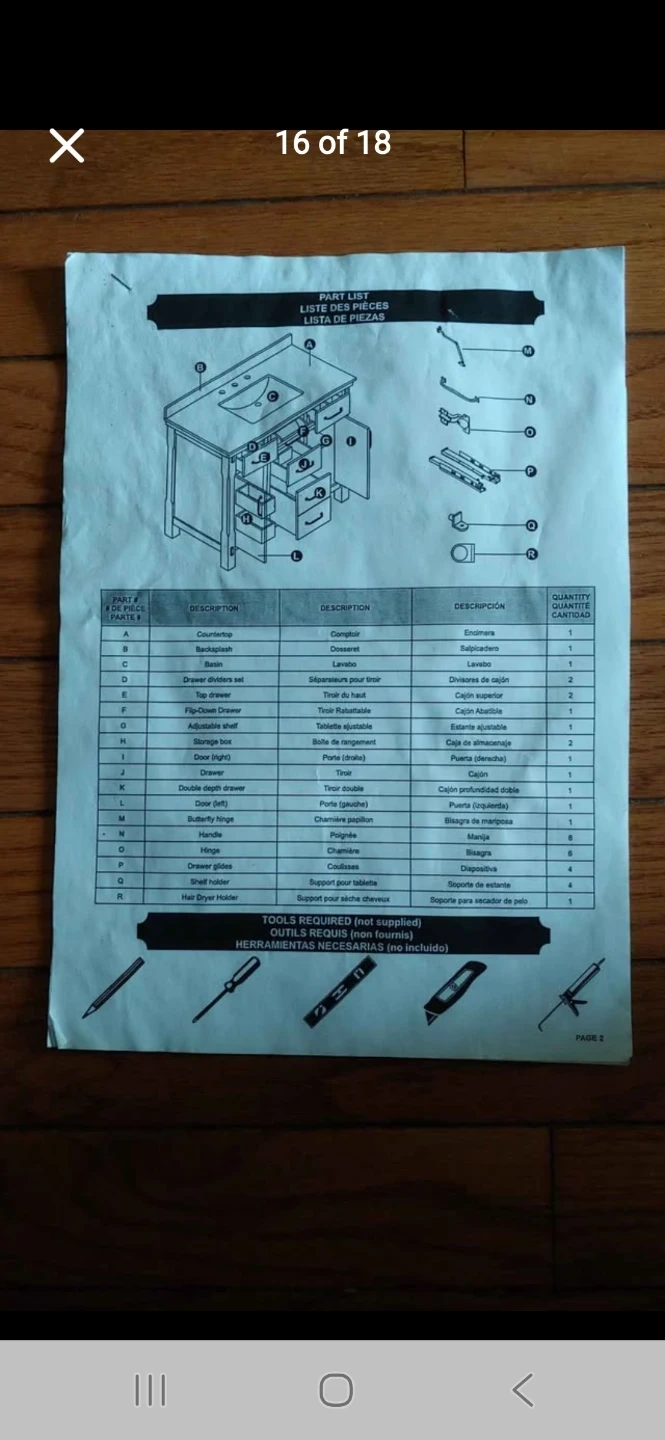 16 of 18
PART LIST
LISTE DES PIÈCES
LISTA DE PIEZAS
A
B
M
C
N
F
O
D
G
I
E
J
P
K
H
Q
L
R
PART # DESCRIPTION DESCRIPTION DESCRIPCIÓN QUANTITY
# DE PIÈCE QUANTITÉ
PARTE # CANTIDAD
A Countertop Comptoir Encimera 1
B Backsplash Dosseret Salpicadero 1
C Basin Lavabo Lavabo 1
D Drawer dividers set Séparateurs pour tiroir Divisores de cajón 2
E Top drawer Tiroir du haut Cajón superior 2
F Flip-Down Drawer Tiroir Rabattable Cajón Abatible 1
G Adjustable shelf Tablette ajustable Estante ajustable 1
H Storage box Boîte de rangement Caja de almacenaje 2
I Door (right) Porte (droite) Puerta (derecha) 1
J Drawer Tiroir Cajón 1
K Double depth drawer Tiroir double Cajón profundidad doble 1
L Door (left) Porte (gauche) Puerta (izquierda) 1
M Butterfly hinge Charnière papillon Bisagra de mariposa 1
N Handle Poignée Manija 8
O Hinge Charnière Bisagra 6
P Drawer glides Coulisses Diapositiva 4
Q Shelf holder Support pour tablette Soporte de estante 4
R Hair Dryer Holder Support pour sèche cheveux Soporte para secador de pelo 1
TOOLS REQUIRED (not supplied)
OUTILS REQUIS (non fournis)
HERRAMIENTAS NECESARIAS (no incluido)
PAGE 2